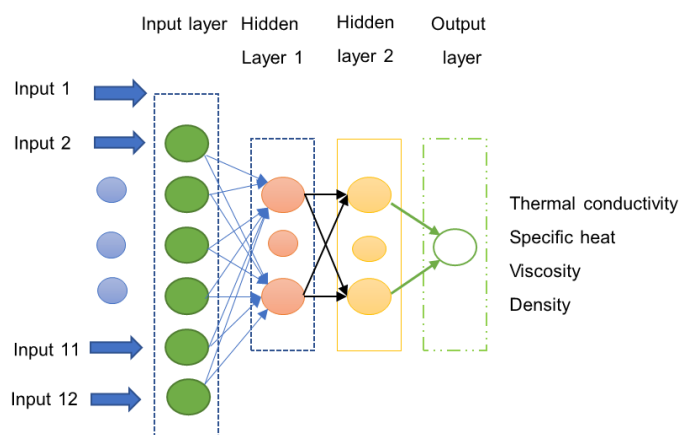 Input layer
Hidden
Layer 1
Hidden
layer 2
Output
layer
Input 1
Input 2
Input 11
Input 12
Thermal conductivity
Specific heat
Viscosity
Density